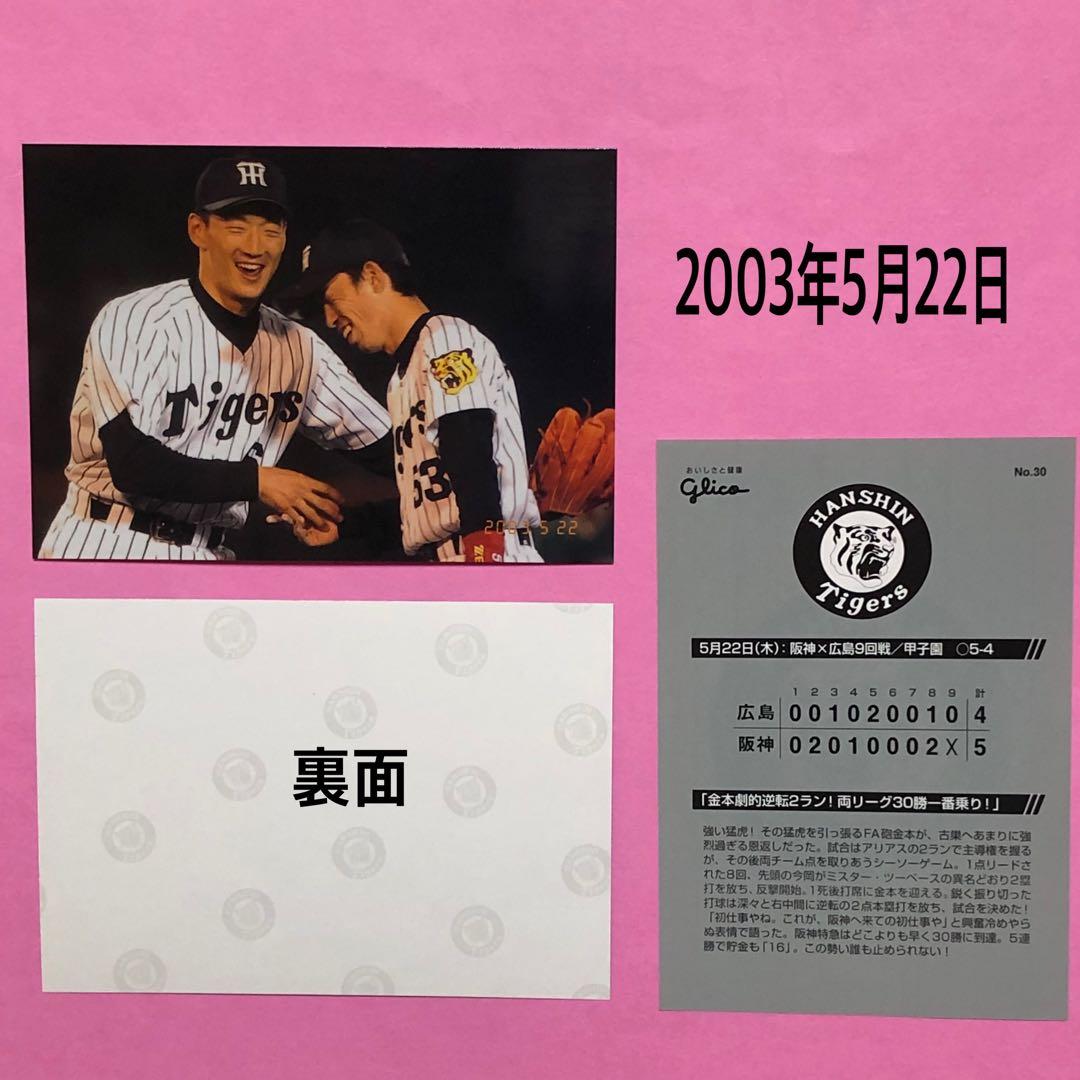 TH
Tigers
53
2003 5 22
2003年5月22日
裏面
おいしさと健康
Glico
No.30
HANSHIN
Tigers
5月22日(木):阪神×広島9回戦/甲子園 ○5-4
1 2 3 4 5 6 7 8 9 計
広島 0 0 1 0 2 0 0 1 0 4
阪神 0 2 0 1 0 0 0 2 X 5
「金本劇的逆転2ラン!両リーグ30勝一番乗り!」
強い猛虎!その猛虎を引っ張るFA砲金本が、古巣へあまりに強
烈過ぎる恩返しだった。試合はアリアスの2ランで主導権を握る
が、その後両チーム点を取りあうシーソーゲーム。1点リードさ
れた8回、先頭の今岡がミスター・ツーベースの異名どおり2塁
打を放ち、反撃開始。1死後打席に金本を迎える。鋭く振り切った
打球は深々と右中間に逆転の2点本塁打を放ち、試合を決めた!
「初仕事やね。これが、阪神へ来ての初仕事や」と興奮冷めやら
ぬ表情で語った。阪神特急はどこよりも早く30勝に到達。5連
勝で貯金も「16」。この勢い誰も止められない!